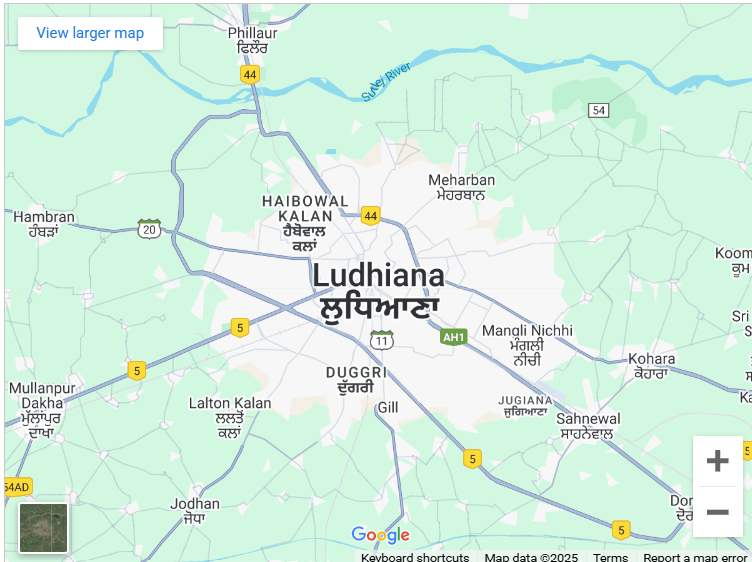 View larger map
Phillaur
ਫਿਲੌਰ
44
Sutlej River
54
Meharban
ਮੇਹਰਬਾਨ
HAIBOWAL
KALAN
ਹੈਬੋਵਾਲ
ਕਲਾਂ
44
Hambran
ਹੰਬੜਾਂ
20
Koom
ਕੂਮ
Ludhiana
ਲੁਧਿਆਣਾ
Sri
5
11
AH1
Mangli Nichhi
ਮੰਗਲੀ
ਨੀਚੀ
Kohara
ਕੋਹਾਰਾ
5
DUGGRI
ਦੁੱਗਰੀ
Mullanpur
Dakha
ਮੁੱਲਾਂਪੁਰ
ਦਾਖਾ
Lalton Kalan
ਲਲਤੋਂ
ਕਲਾਂ
Gill
JUGIANA
ਜੁਗਿਆਣਾ
Ka
Sahnewal
ਸਾਹਨੇਵਾਲ
5
5
54AD
Jodhan
ਜੋਧਾਂ
Dor
ਦੋਰ
5
+
−
Google
Keyboard shortcuts
Map data ©2025
Terms
Report a map error